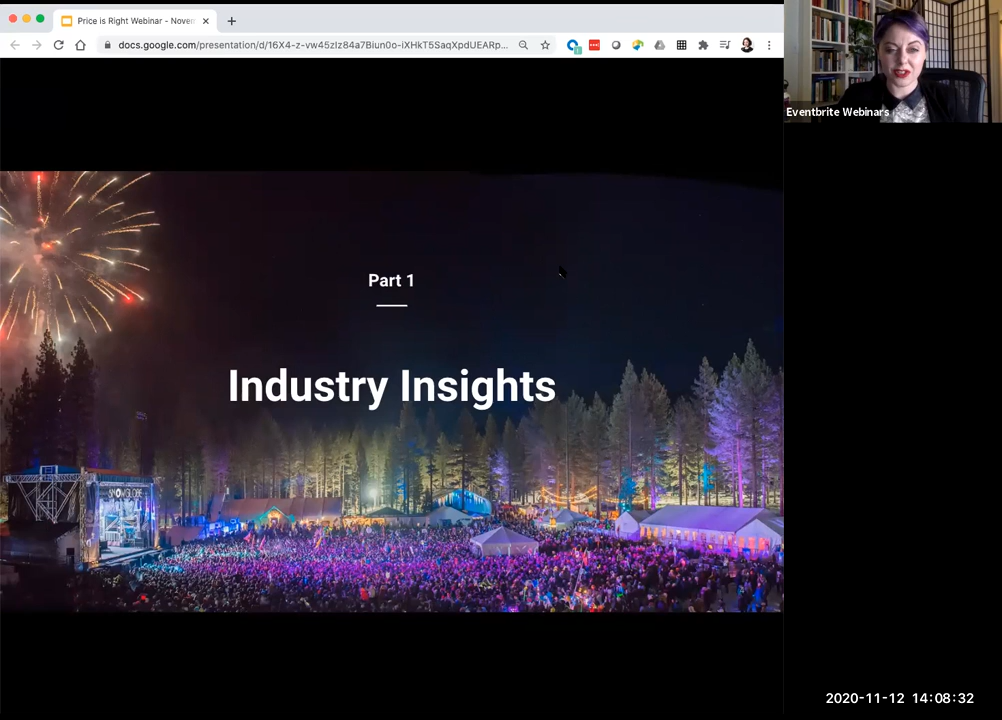 Price is Right Webinar - Novem
docs.google.com/presentation/d/16X4-z-vw45zIz84a7Biun0o-iXHkT5SaqXpdUEARp...
Eventbrite Webinars
Part 1
Industry Insights
SNOWGLOBE
2020-11-12 14:08:32